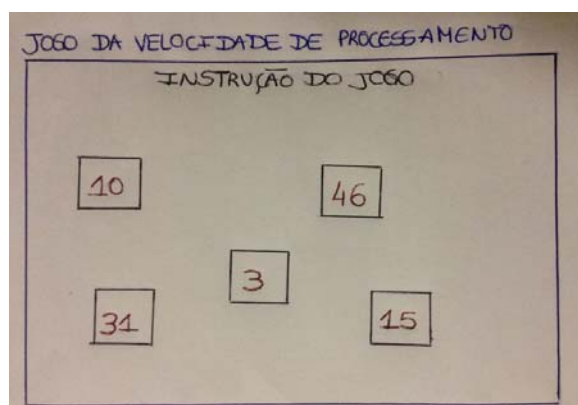 JOGO DA VELOCIDADE DE PROCESSAMENTO
INSTRUÇÃO DO JOGO
10
46
3
31
15